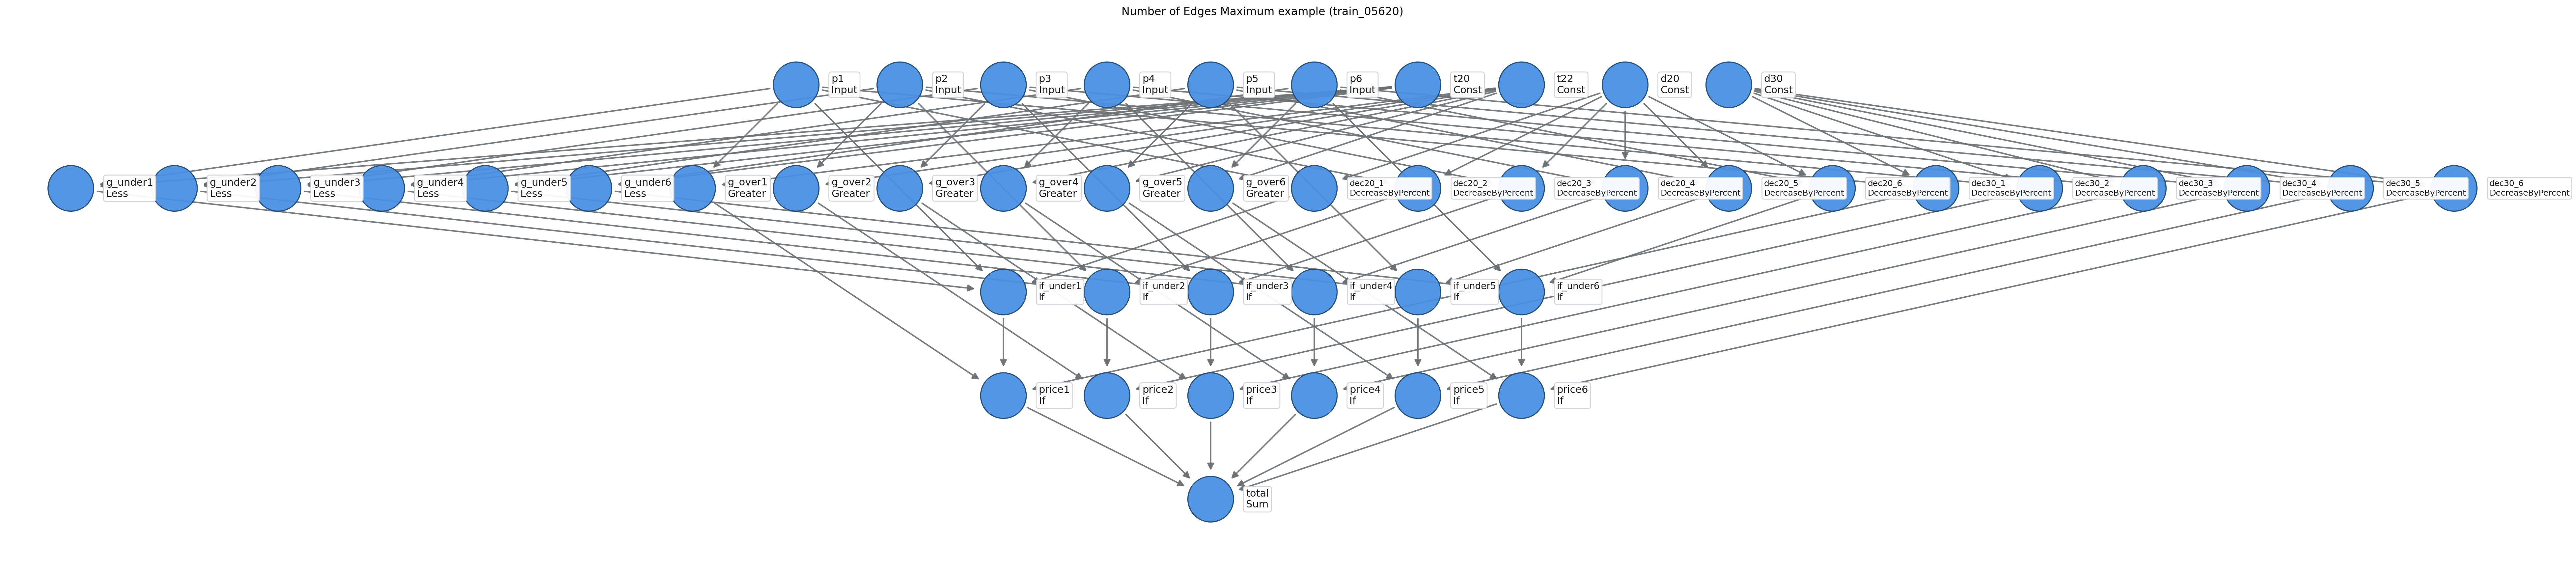 Number of Edges Maximum example (train_05620)
p1
Input
p2
Input
p3
Input
p4
Input
p5
Input
p6
Input
t20
Const
t22
Const
d20
Const
d30
Const
g_under1
Less
g_under2
Less
g_under3
Less
g_under4
Less
g_under5
Less
g_under6
Less
g_over1
Greater
g_over2
Greater
g_over3
Greater
g_over4
Greater
g_over5
Greater
g_over6
Greater
dec20_1
DecreaseByPercent
dec20_2
DecreaseByPercent
dec20_3
DecreaseByPercent
dec20_4
DecreaseByPercent
dec20_5
DecreaseByPercent
dec20_6
DecreaseByPercent
dec30_1
DecreaseByPercent
dec30_2
DecreaseByPercent
dec30_3
DecreaseByPercent
dec30_4
DecreaseByPercent
dec30_5
DecreaseByPercent
dec30_6
DecreaseByPercent
if_under1
If
if_under2
If
if_under3
If
if_under4
If
if_under5
If
if_under6
If
price1
If
price2
If
price3
If
price4
If
price5
If
price6
If
total
Sum